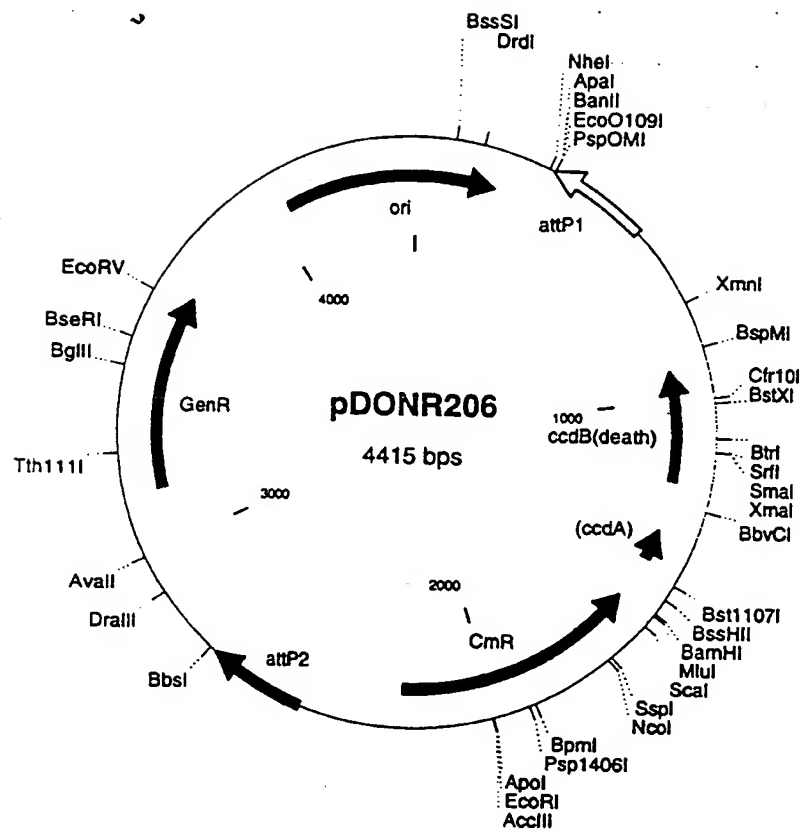 BssSI
DrdI
NheI
ApaI
BanII
EcoO109I
PspOMI
attP1
ori
XmnI
BspMI
Cfr10I
BstXI
BtrI
SrfI
SmaI
XmaI
BbvCI
Bst1107I
BssHII
BamHI
MluI
ScaI
SspI
NcoI
BpmI
Psp1406I
ApoI
EcoRI
AccIII
EcoRV
BseRI
BglII
Tth111I
AvaII
DraIII
BbsI
attP2
GenR
CmR
(ccdA)
ccdB(death)
1000
2000
3000
4000
pDONR206
4415 bps